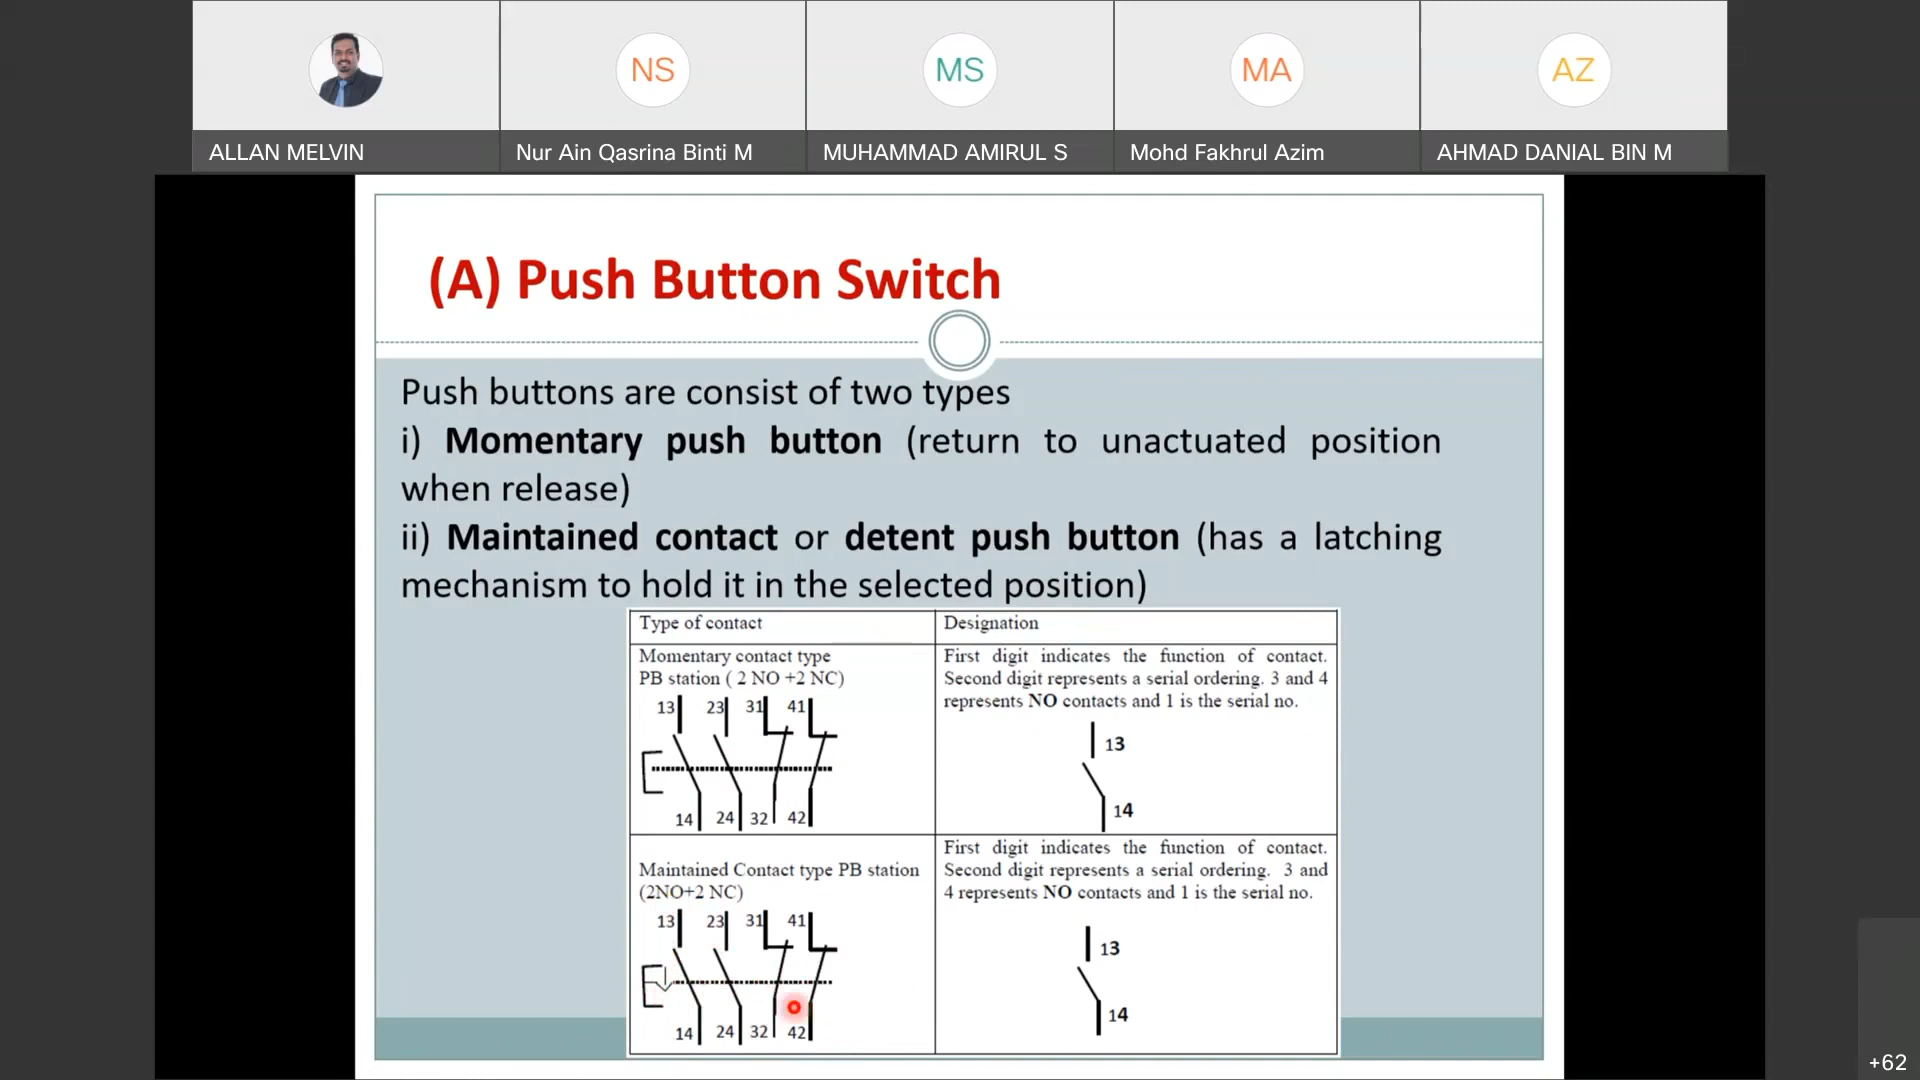 NS
MS
MA
AZ
ALLAN MELVIN
Nur Ain Qasrina Binti M
MUHAMMAD AMIRUL S
Mohd Fakhrul Azim
AHMAD DANIAL BIN M
(A) Push Button Switch
Push buttons are consist of two types
i) Momentary push button (return to unactuated position
when release)
ii) Maintained contact or detent push button (has a latching
mechanism to hold it in the selected position)
Type of contact
Designation
Momentary contact type
PB station ( 2 NO +2 NC)
13 23 31 41
14 24 32 42
First digit indicates the function of contact.
Second digit represents a serial ordering. 3 and 4
represents NO contacts and 1 is the serial no.
13
14
Maintained Contact type PB station
(2NO+2 NC)
13 23 31 41
14 24 32 42
First digit indicates the function of contact.
Second digit represents a serial ordering. 3 and
4 represents NO contacts and 1 is the serial no.
13
14
+62